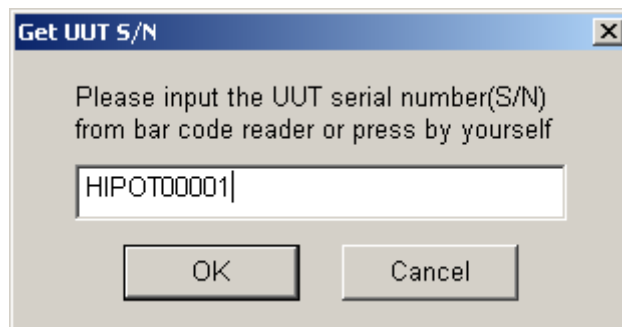 Get UUT S/N
Please input the UUT serial number(S/N)
from bar code reader or press by yourself
HIPOT00001
OK
Cancel